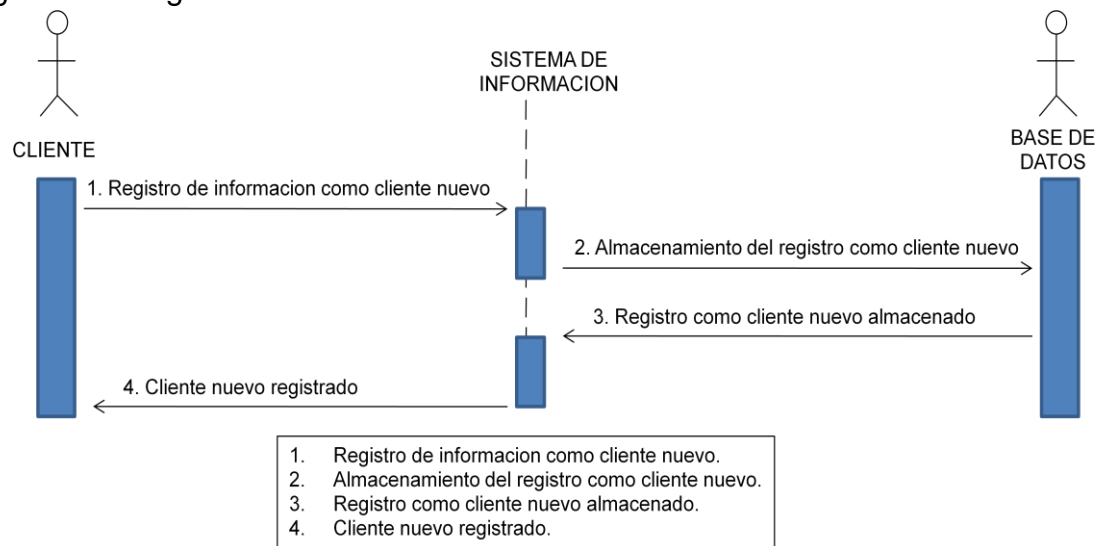 SISTEMA DE
INFORMACION
CLIENTE
BASE DE
DATOS
1. Registro de informacion como cliente nuevo
2. Almacenamiento del registro como cliente nuevo
3. Registro como cliente nuevo almacenado
4. Cliente nuevo registrado
1. Registro de informacion como cliente nuevo.
2. Almacenamiento del registro como cliente nuevo.
3. Registro como cliente nuevo almacenado.
4. Cliente nuevo registrado.